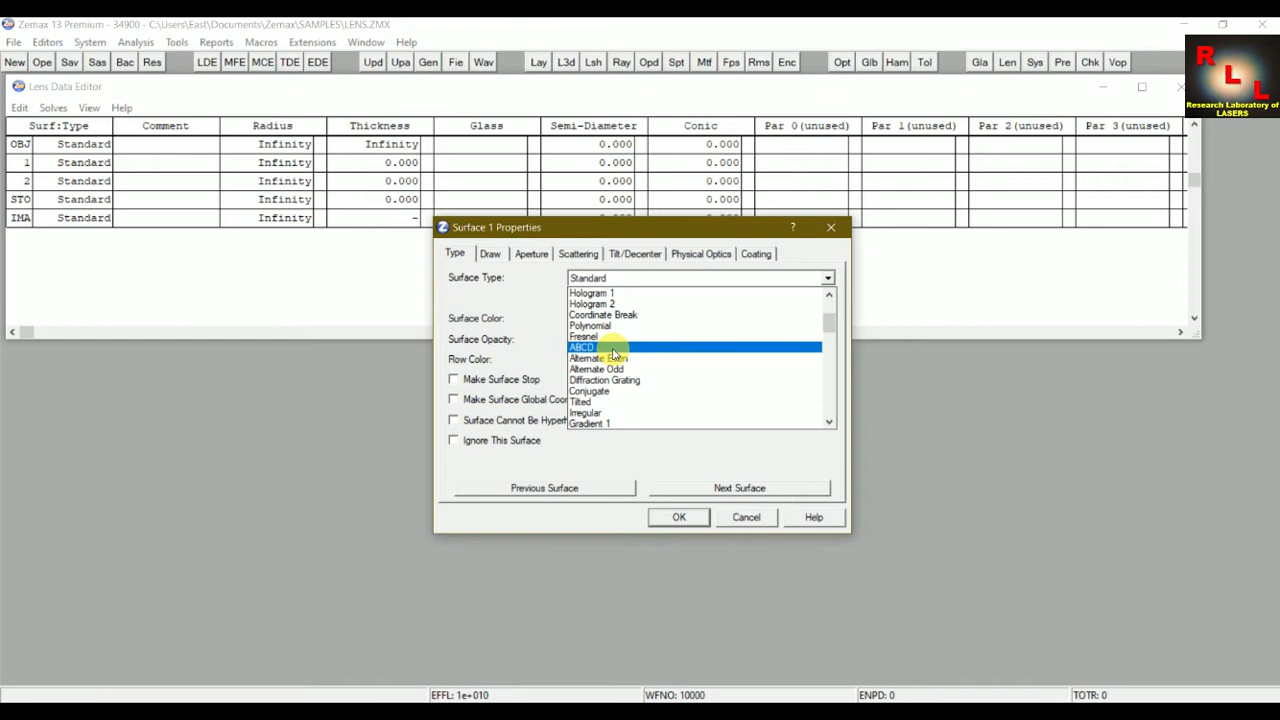 Zemax 13 Premium - 34900 - C:\Users\East\Documents\Zemax\SAMPLES\LENS.ZMX
File Editors System Analysis Tools Reports Macros Extensions Window Help
New Ope Sav Sas Bac Res LDE MFE MCE TDE EDE Upd Upa Gen Fie Wav Lay L3d Lsh Ray Opd Spt Mtf Fps Rms Enc Opt Glb Ham Tol Gla Len Sys Pre Chk Vop
R L L
Research Laboratory of
LASERS
Lens Data Editor
Edit Solves View Help
Surf:Type Comment Radius Thickness Glass Semi-Diameter Conic Par 0(unused) Par 1(unused) Par 2(unused) Par 3(unused)
OBJ Standard Infinity Infinity 0.000 0.000
1 Standard Infinity 0.000 0.000 0.000
2 Standard Infinity 0.000 0.000 0.000
STO Standard Infinity 0.000 0.000 0.000
IMA Standard Infinity -
Surface 1 Properties ?
Type Draw Aperture Scattering Tilt/Decenter Physical Optics Coating
Surface Type: Standard
Hologram 1
Hologram 2
Coordinate Break
Polynomial
Fresnel
ABCD
Alternate Even
Alternate Odd
Diffraction Grating
Conjugate
Tilted
Irregular
Gradient 1
Surface Color:
Surface Opacity:
Row Color:
Make Surface Stop
Make Surface Global
Surface Cannot Be
Ignore This Surface
Previous Surface Next Surface
OK Cancel Help
EFFL: 1e+010 WFNO: 10000 ENPD: 0 TOTR: 0